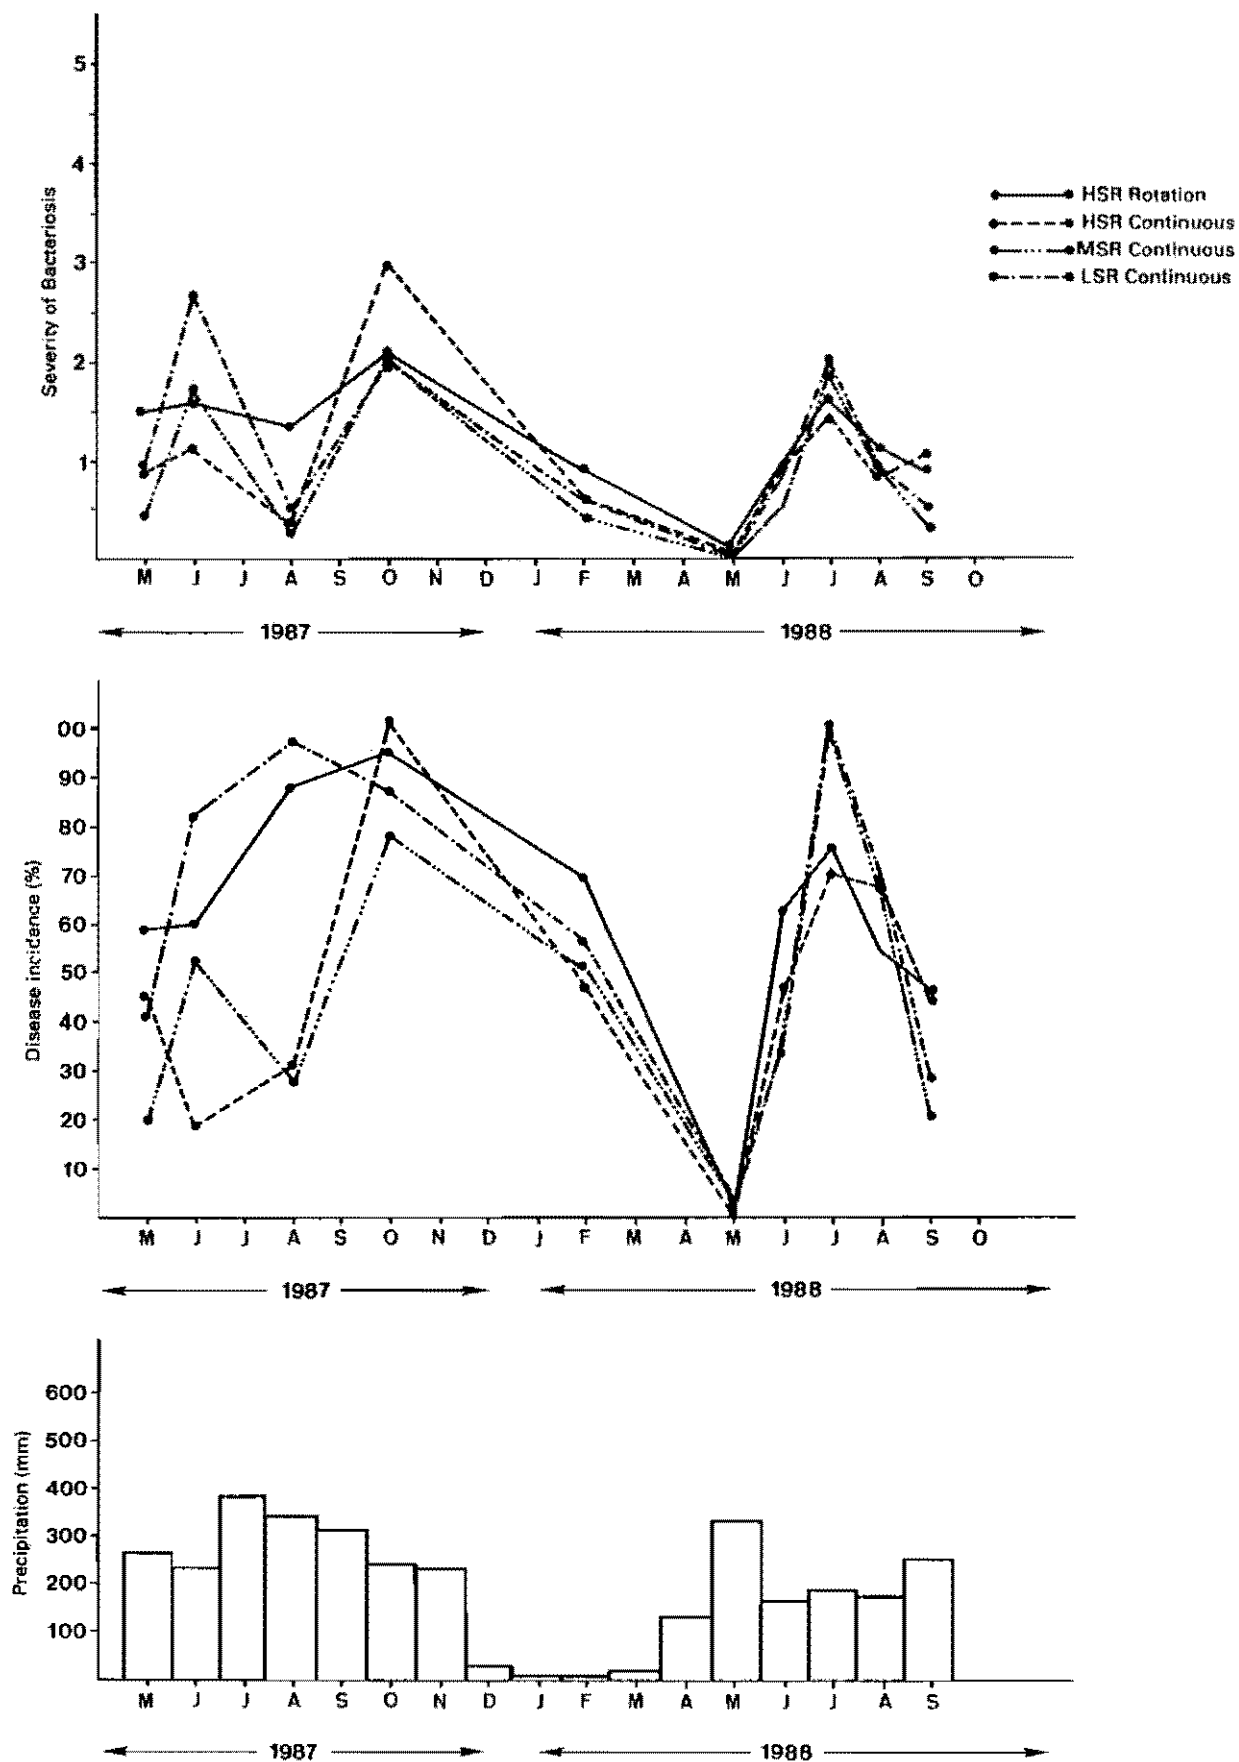 5
4
3
2
1
Severity of Bacteriosis
HSR Rotation
HSR Continuous
MSR Continuous
LSR Continuous
M J J A S O N D J F M A M J J A S O
1987 1988
00
90
80
70
60
50
40
30
20
10
Disease incidence (%)
M J A S O N D J F M A M J J A S O
1987 1988
600
500
400
300
200
100
Precipitation (mm)
M J J A S O N D J F M A M J J A S
1987 1988